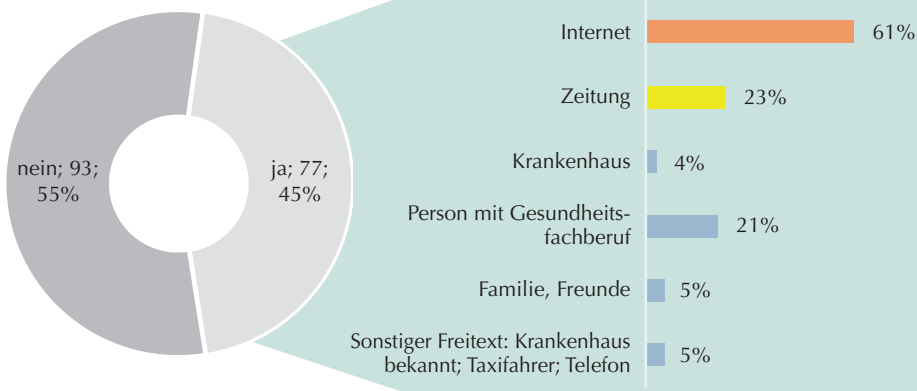 nein; 93;
55%
ja; 77;
45%
Internet
61%
Zeitung
23%
Krankenhaus
4%
Person mit Gesundheits-
fachberuf
21%
Familie, Freunde
5%
Sonstiger Freitext: Krankenhaus
bekannt; Taxifahrer; Telefon
5%